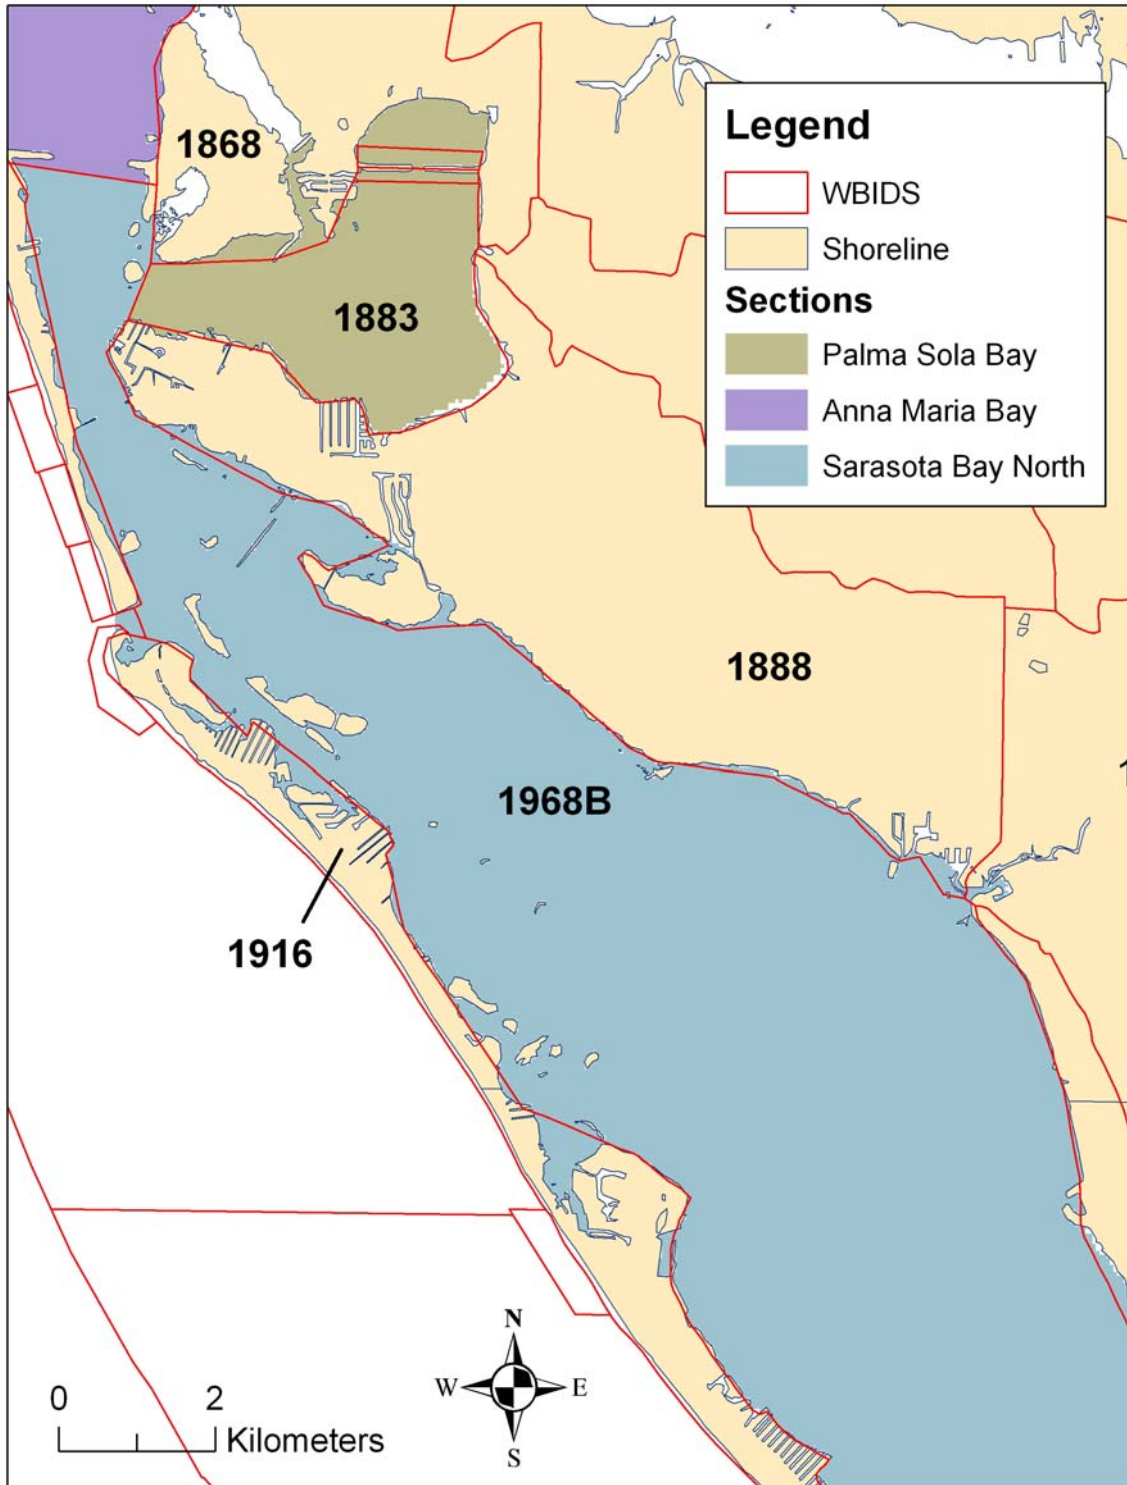 1868
Legend
WBIDS
Shoreline
Sections
Palma Sola Bay
Anna Maria Bay
Sarasota Bay North
1883
1888
1968B
1916
N
W
E
S
0
2
Kilometers